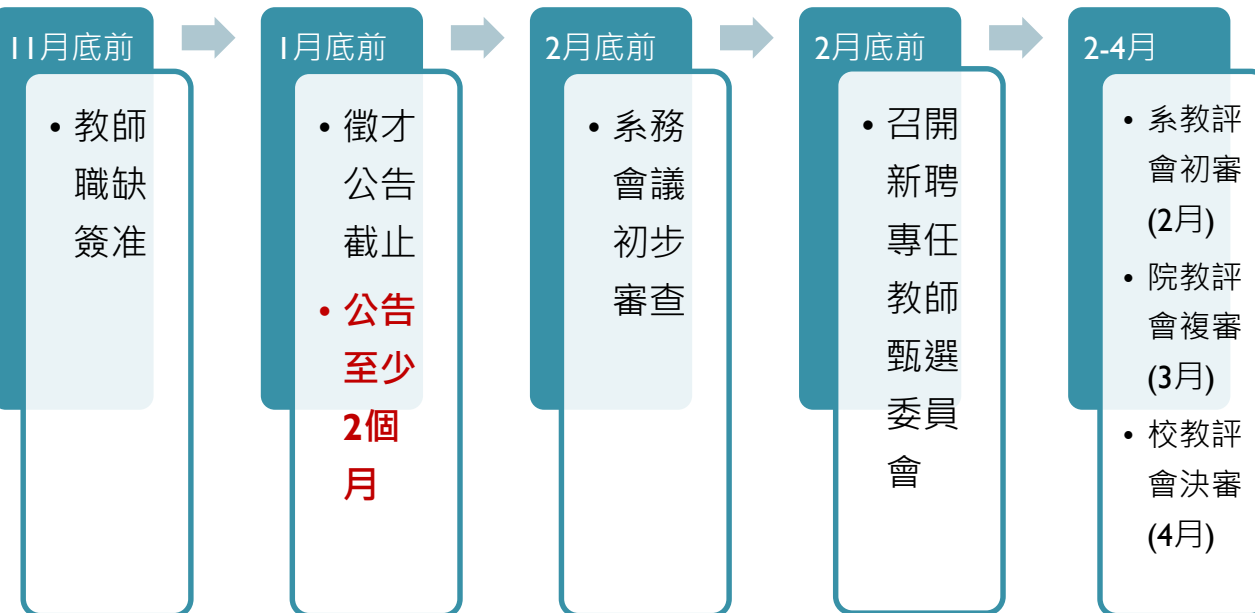 11月底前
• 教師
職缺
簽准
1月底前
• 徵才
公告
截止
• 公告
至少
2個
月
2月底前
• 系務
會議
初步
審查
2月底前
• 召開
新聘
專任
教師
甄選
委員
會
2-4月
• 系教評
會初審
(2月)
• 院教評
會複審
(3月)
• 校教評
會決審
(4月)